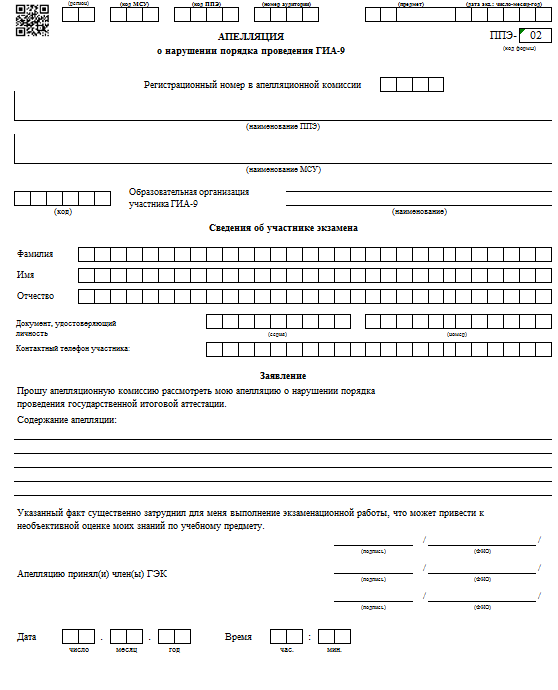 (регион) (код МСУ) (код ППЭ) (номер аудитории) (предмет) (дата экз.: число-месяц-год)
АПЕЛЛЯЦИЯ
о нарушении порядка проведения ГИА-9
ППЭ- 02
(код формы)
Регистрационный номер в апелляционной комиссии
(наименование ППЭ)
(наименование МСУ)
Образовательная организация
участника ГИА-9
(код) (наименование)
Сведения об участнике экзамена
Фамилия
Имя
Отчество
Документ, удостоверяющий
личность
(серия) (номер)
Контактный телефон участника:
Заявление
Прошу апелляционную комиссию рассмотреть мою апелляцию о нарушении порядка
проведения государственной итоговой аттестации.
Содержание апелляции:
Указанный факт существенно затруднил для меня выполнение экзаменационной работы, что может привести к
необъективной оценке моих знаний по учебному предмету.
/ /
(подпись) (ФИО)
Апелляцию принял(и) член(ы) ГЭК / /
(подпись) (ФИО)
/ /
(подпись) (ФИО)
Дата . . Время :
число месяц год час. мин.